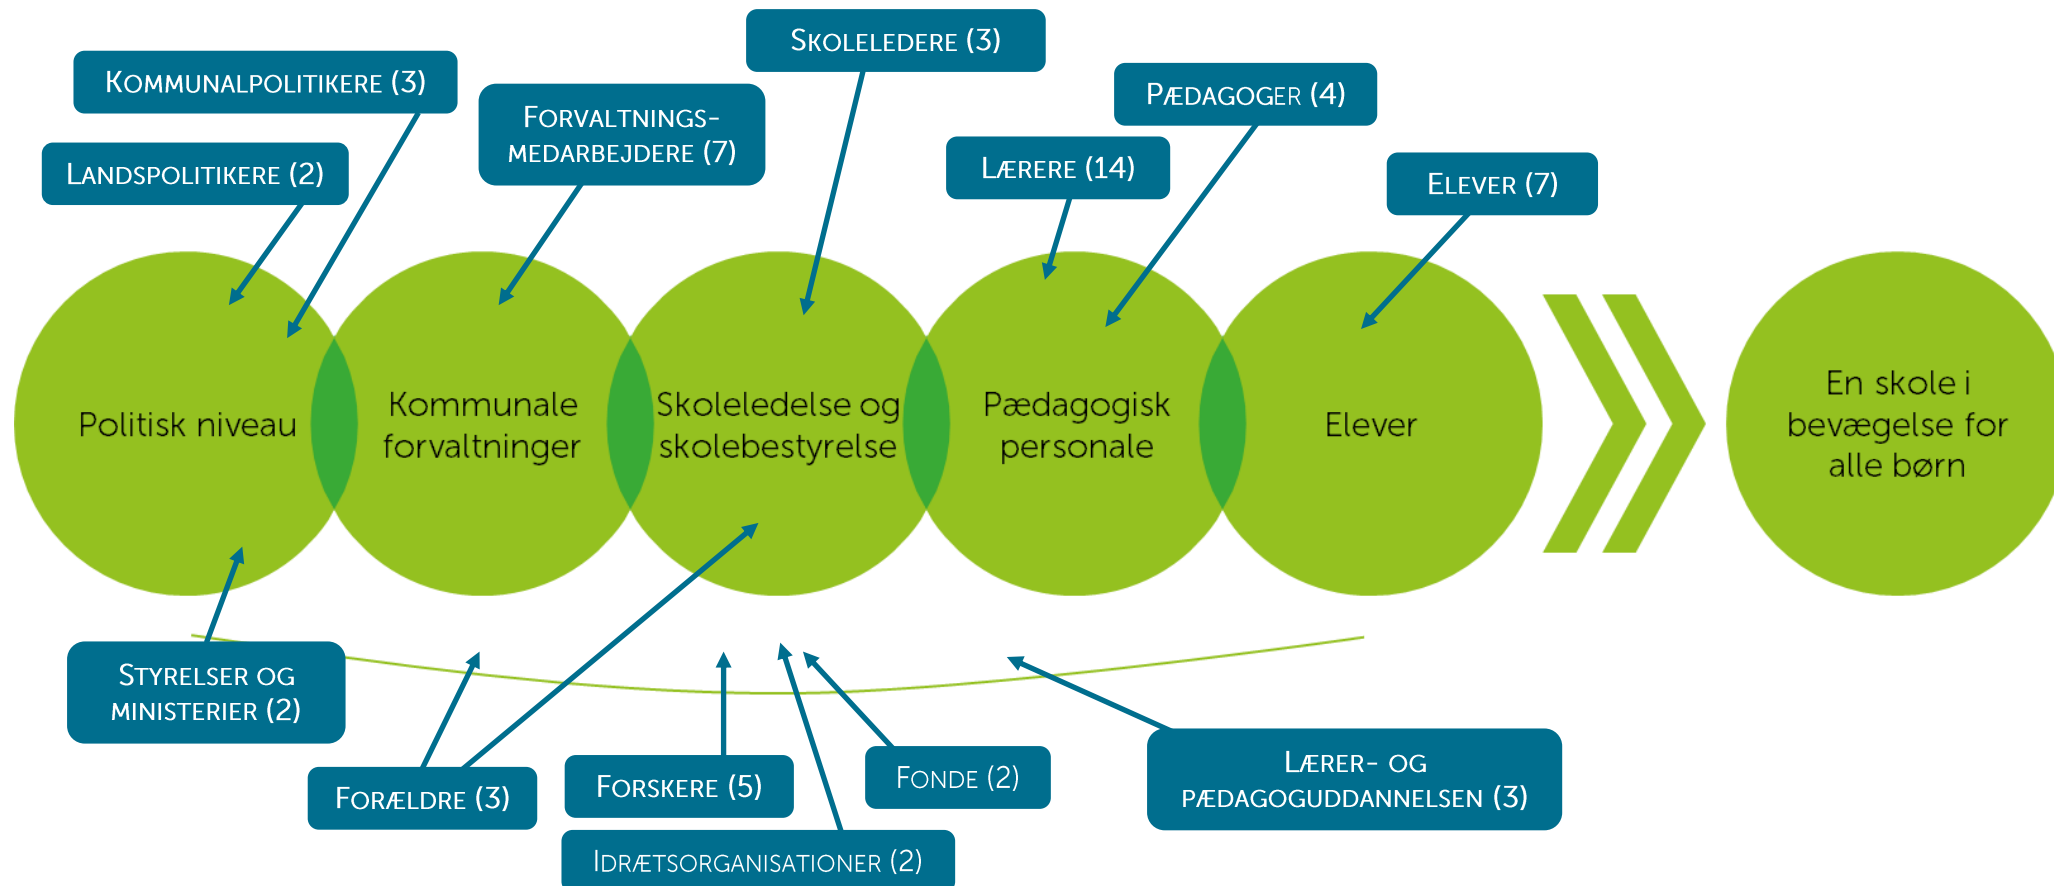 Skoleledere (3)
Kommunalpolitikere (3)
Pædagoger (4)
Forvaltnings-
medarbejdere (7)
Lærere (14)
Landspolitikere (2)
Elever (7)
Politisk niveau
Kommunale
forvaltninger
Skoleledelse og
skolebestyrelse
Pædagogisk
personale
Elever
En skole i
bevægelse for
alle børn
Styrelser og
ministerier (2)
Forældre (3)
Forskere (5)
Fonde (2)
Lærer- og
pædagoguddannelsen (3)
Idrætsorganisationer (2)